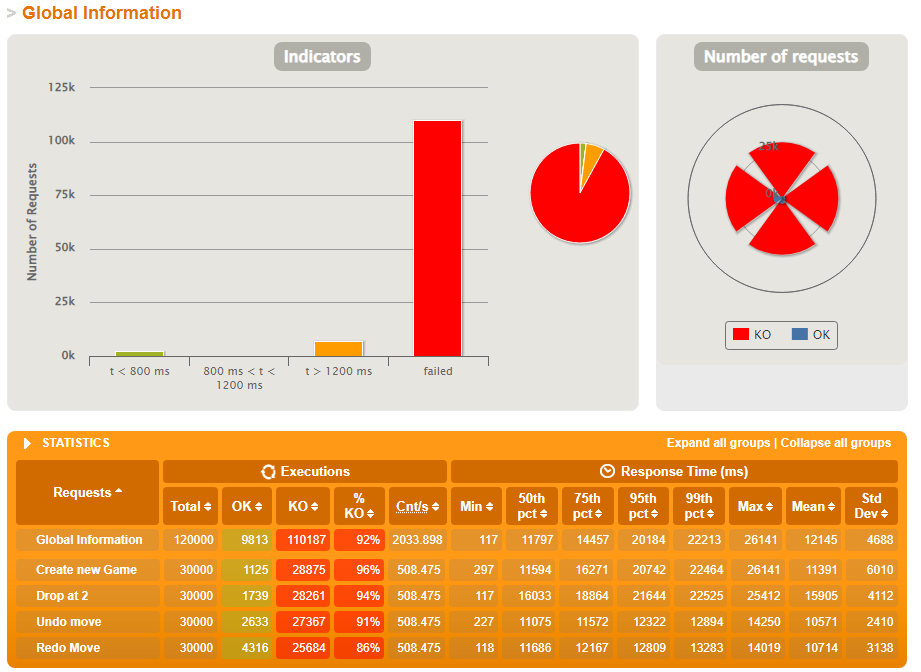 > Global Information
Indicators
Number of Requests
125k
100k
75k
50k
25k
0k
t < 800 ms
800 ms < t <
1200 ms
t > 1200 ms
failed
Number of requests
25k
0k
KO OK
STATISTICS
Expand all groups | Collapse all groups
Requests
Executions
Response Time (ms)
Total OK KO % KO Cnt/s Min 50th pct 75th pct 95th pct 99th pct Max Mean Std Dev
Global Information 120000 9813 110187 92% 2033.898 117 11797 14457 20184 22213 26141 12145 4688
Create new Game 30000 1125 28875 96% 508.475 297 11594 16271 20742 22464 26141 11391 6010
Drop at 2 30000 1739 28261 94% 508.475 117 16033 18864 21644 22525 25412 15905 4112
Undo move 30000 2633 27367 91% 508.475 227 11075 11572 12322 12894 14250 10571 2410
Redo Move 30000 4316 25684 86% 508.475 118 11686 12167 12809 13283 14019 10714 3138